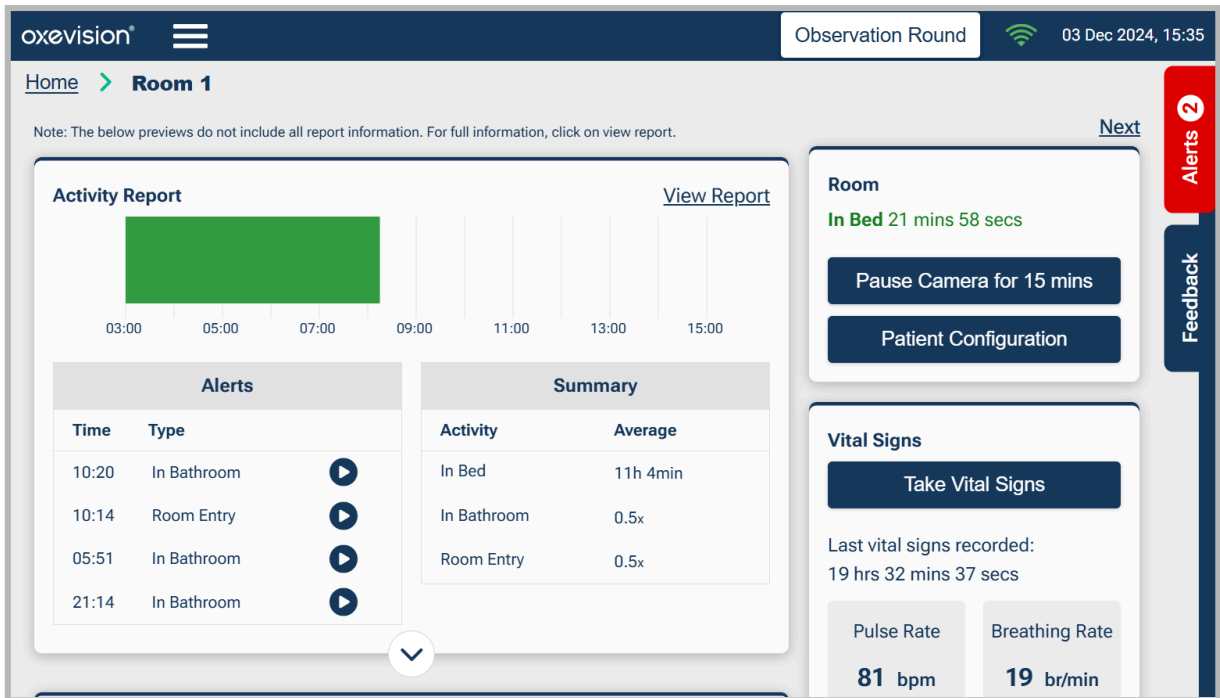 oxevision®
Observation Round
03 Dec 2024, 15:35
Home > Room 1
Note: The below previews do not include all report information. For full information, click on view report.
Next
Alerts 2
Feedback
Activity Report
View Report
03:00 05:00 07:00 09:00 11:00 13:00 15:00
Alerts
Time Type
10:20 In Bathroom
10:14 Room Entry
05:51 In Bathroom
21:14 In Bathroom
Summary
Activity Average
In Bed 11h 4min
In Bathroom 0.5x
Room Entry 0.5x
Room
In Bed 21 mins 58 secs
Pause Camera for 15 mins
Patient Configuration
Vital Signs
Take Vital Signs
Last vital signs recorded:
19 hrs 32 mins 37 secs
Pulse Rate
81 bpm
Breathing Rate
19 br/min